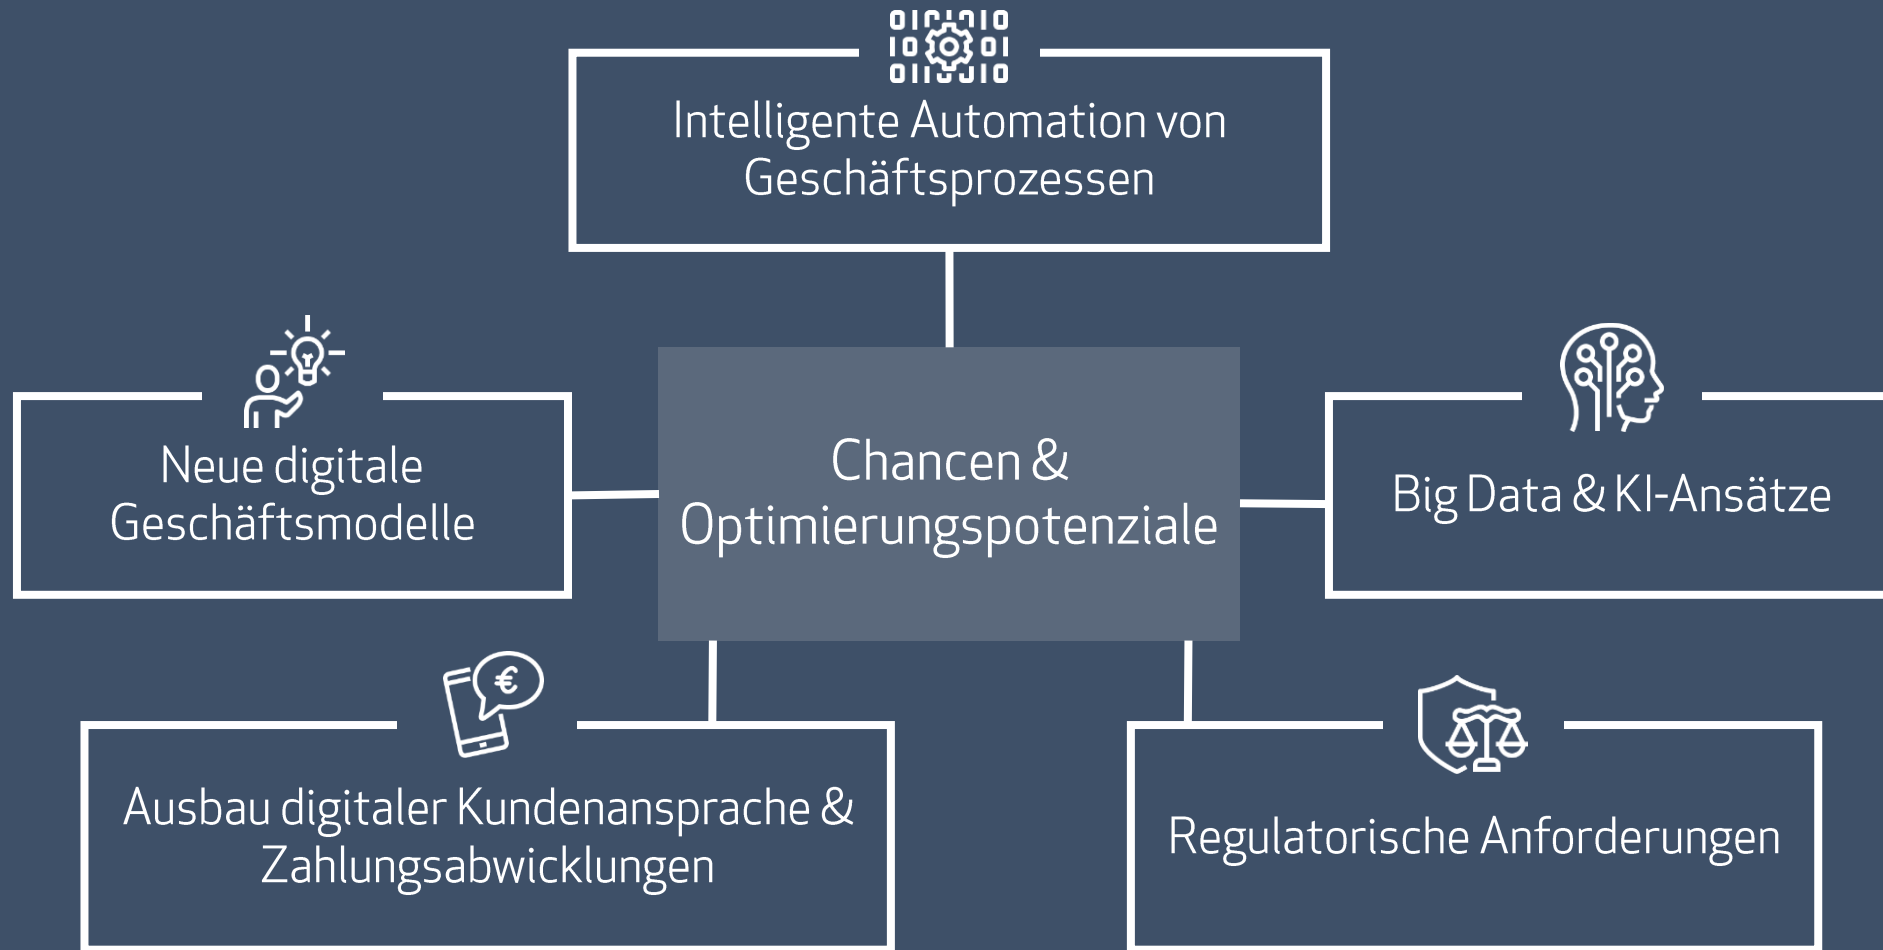 Intelligente Automation von
Geschäftsprozessen
Neue digitale
Geschäftsmodelle
Chancen &
Optimierungspotenziale
Big Data & KI-Ansätze
€
Ausbau digitaler Kundenansprache &
Zahlungsabwicklungen
Regulatorische Anforderungen